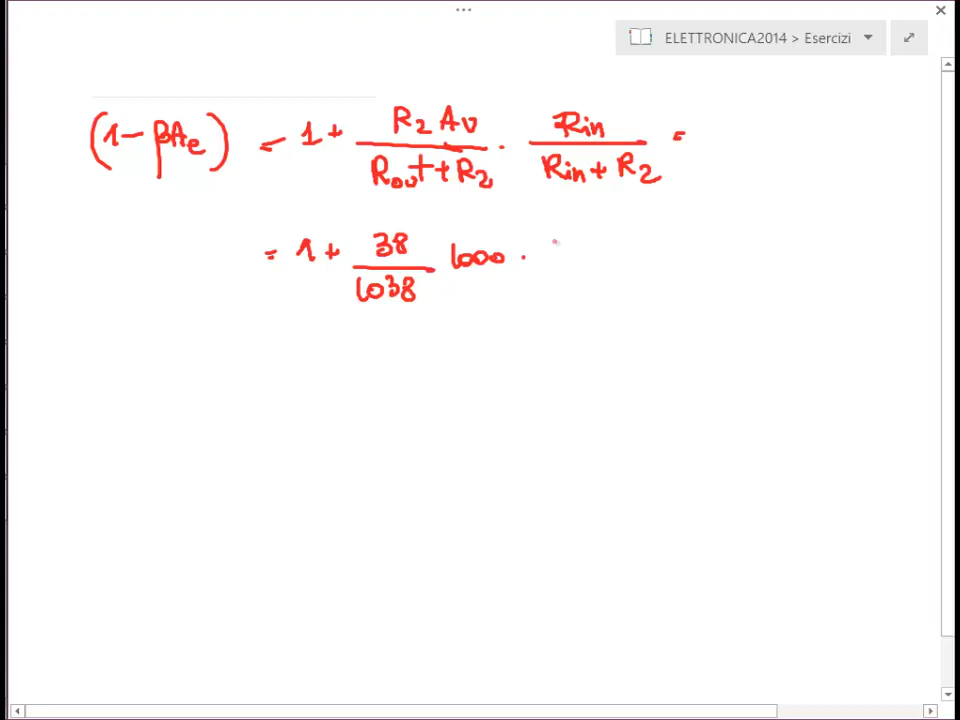 ELETTRONICA2014 > Esercizi
(1 - βAe) = 1 + R2 Av / Rout + R2 · Rin / Rin + R2 =
= 1 + 38 / 1038 1000 ·